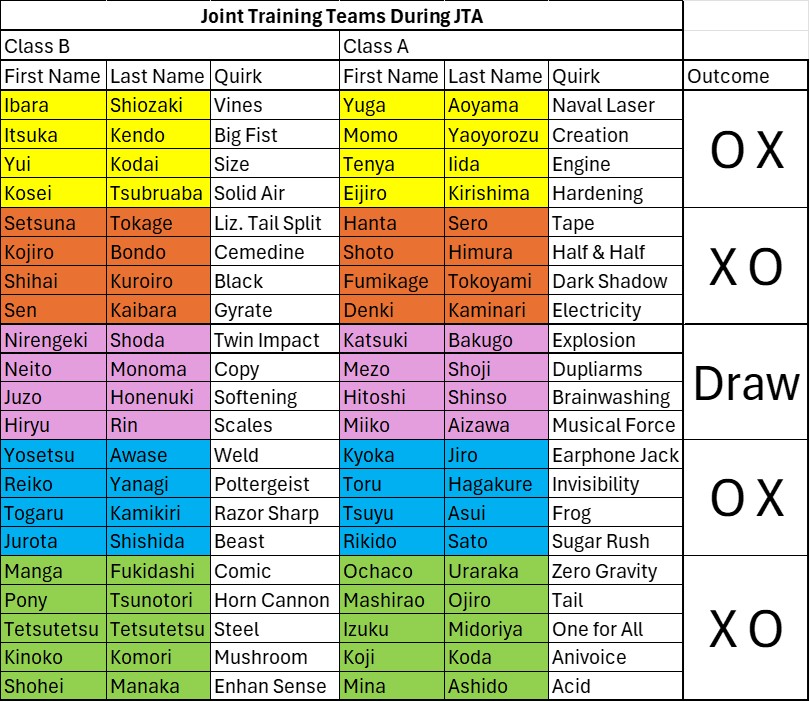 Joint Training Teams During JTA
Class B Class A
First Name Last Name Quirk First Name Last Name Quirk Outcome
Ibara Shiozaki Vines Yuga Aoyama Naval Laser
Itsuka Kendo Big Fist Momo Yaoyorozu Creation
O X
Yui Kodai Size Tenya Iida Engine
Kosei Tsubruaba Solid Air Eijiro Kirishima Hardening
Setsuna Tokage Liz. Tail Split Hanta Sero Tape
Kojiro Bondo Cemedine Shoto Himura Half & Half
X O
Shihai Kuroiro Black Fumikage Tokoyami Dark Shadow
Sen Kaibara Gyrate Denki Kaminari Electricity
Nirengeki Shoda Twin Impact Katsuki Bakugo Explosion
Neito Monoma Copy Mezo Shoji Dupliarms
Draw
Juzo Honenuki Softening Hitoshi Shinso Brainwashing
Hiryu Rin Scales Miiko Aizawa Musical Force
Yosetsu Awase Weld Kyoka Jiro Earphone Jack
Reiko Yanagi Poltergeist Toru Hagakure Invisibility
O X
Togaru Kamikiri Razor Sharp Tsuyu Asui Frog
Jurota Shishida Beast Rikido Sato Sugar Rush
Manga Fukidashi Comic Ochaco Uraraka Zero Gravity
Pony Tsunotori Horn Cannon Mashirao Ojiro Tail
Tetsutetsu Tetsutetsu Steel Izuku Midoriya One for All
X O
Kinoko Komori Mushroom Koji Koda Anivoice
Shohei Manaka Enhan Sense Mina Ashido Acid